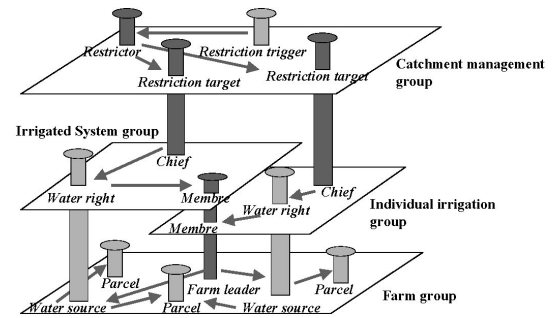 Restrictor
Restriction trigger
Restriction target
Restriction target
Catchment management
group
Irrigated System group
Chief
Water right
Membre
Chief
Water right
Membre
Individual irrigation
group
Parcel
Farm leader
Parcel
Water source
Parcel
Water source
Farm group